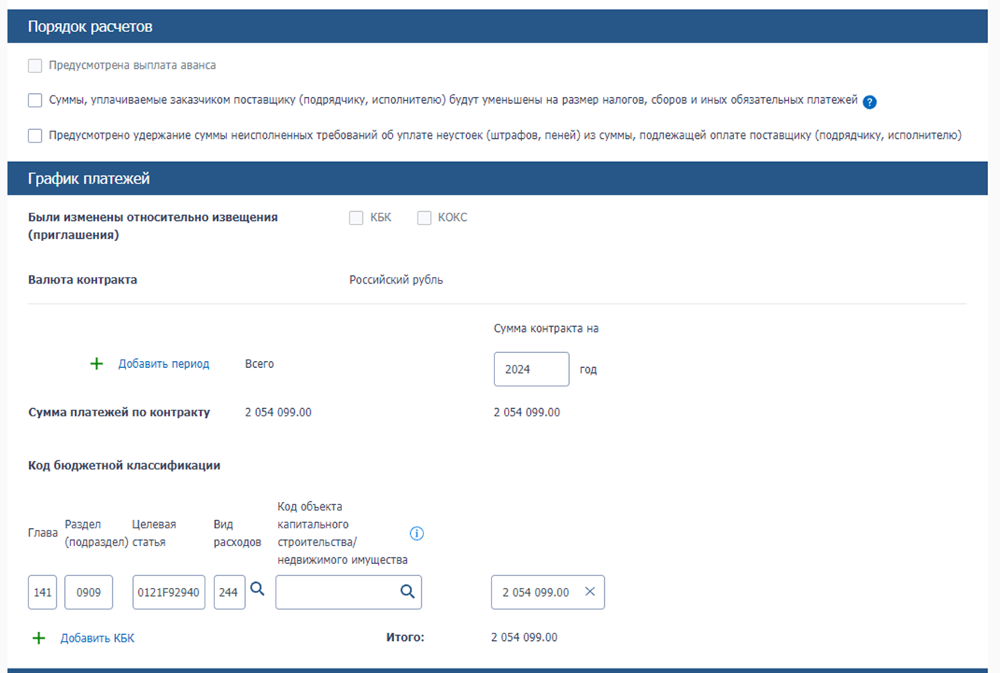 Порядок расчетов
Предусмотрена выплата аванса
Суммы, уплачиваемые заказчиком поставщику (подрядчику, исполнителю) будут уменьшены на размер налогов, сборов и иных обязательных платежей ?
Предусмотрено удержание суммы неисполненных требований об уплате неустоек (штрафов, пеней) из суммы, подлежащей оплате поставщику (подрядчику, исполнителю)
График платежей
Были изменены относительно извещения
(приглашения)
КБК КОКС
Валюта контракта Российский рубль
Сумма контракта на
+ Добавить период Всего 2024 год
Сумма платежей по контракту 2 054 099.00 2 054 099.00
Код бюджетной классификации
Глава
Раздел
(подраздел)
Целевая
статья
Вид
расходов
Код объекта
капитального
строительства/
недвижимого имущества
i
141 0909 0121F92940 244 2 054 099.00 ×
+ Добавить КБК Итого: 2 054 099.00